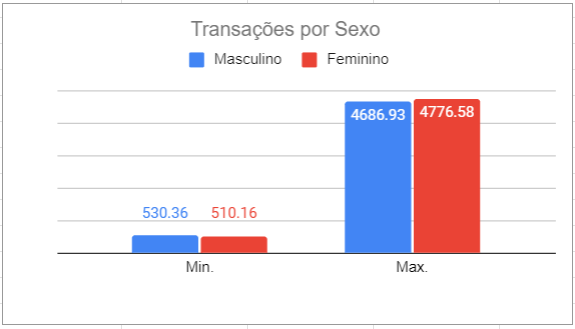 Transações por Sexo
Masculino Feminino
4686.93 4776.58
530.36 510.16
Min. Max.